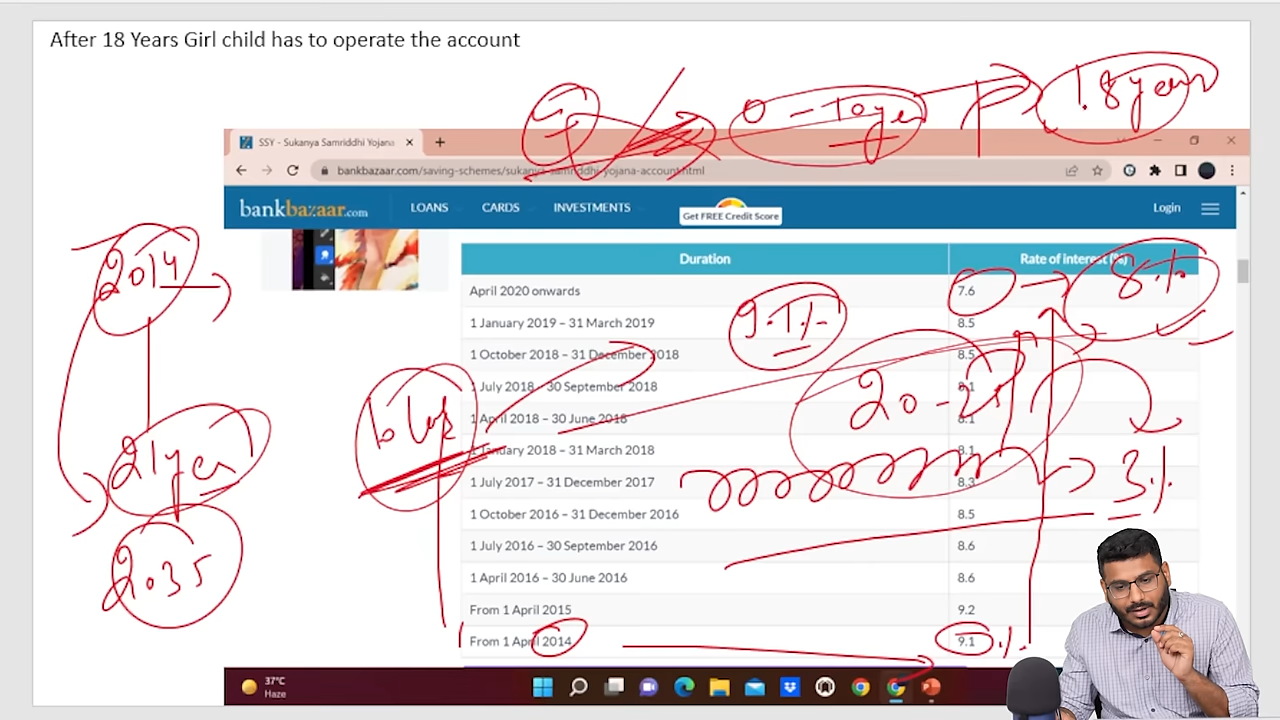 After 18 Years Girl child has to operate the account
G 0 - 10 yer 18 years
SSY - Sukanya Samriddhi Yojana
bankbazaar.com/saving-schemes/sukanya-samriddhi-yojana-account.html
bankbazaar.com LOANS CARDS INVESTMENTS Get FREE Credit Score Login
Duration Rate of interest (%)
April 2020 onwards 7.6
8.%
1 January 2019 – 31 March 2019 8.5
9.1%
1 October 2018 – 31 December 2018 8.5
1 July 2018 – 30 September 2018 8.1
1 April 2018 – 30 June 2018 8.1
1 January 2018 – 31 March 2018 8.1
1 July 2017 – 31 December 2017 8.3
3%
1 October 2016 – 31 December 2016 8.5
1 July 2016 – 30 September 2016 8.6
1 April 2016 – 30 June 2016 8.6
From 1 April 2015 9.2
From 1 April 2014 9.1 %
2014
21 yer
2035
37°C
Haze